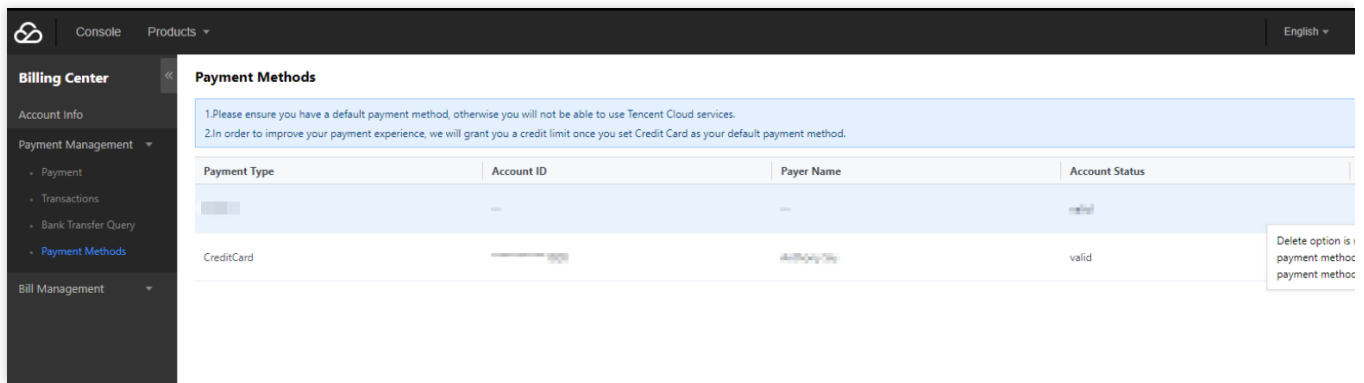 Console Products English
Billing Center
Account Info
Payment Management
Payment
Transactions
Bank Transfer Query
Payment Methods
Bill Management
Payment Methods
1.Please ensure you have a default payment method, otherwise you will not be able to use Tencent Cloud services.
2.In order to improve your payment experience, we will grant you a credit limit once you set Credit Card as your default payment method.
Payment Type Account ID Payer Name Account Status
CreditCard valid
Delete option is
payment method
payment method